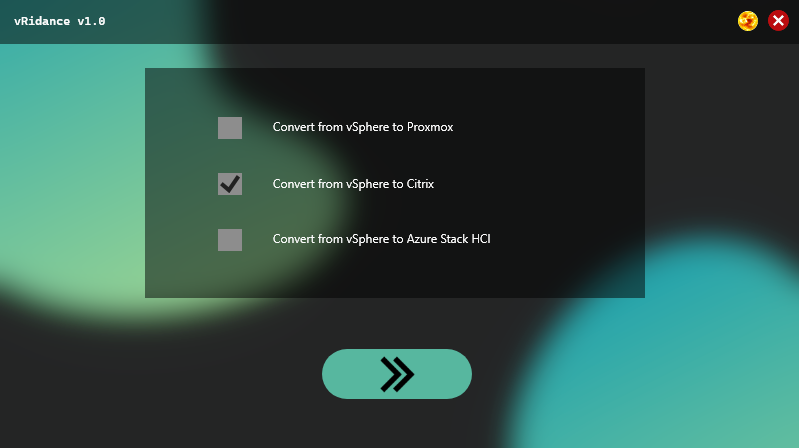 vRidance v1.0
Convert from vSphere to Proxmox
Convert from vSphere to Citrix
Convert from vSphere to Azure Stack HCI